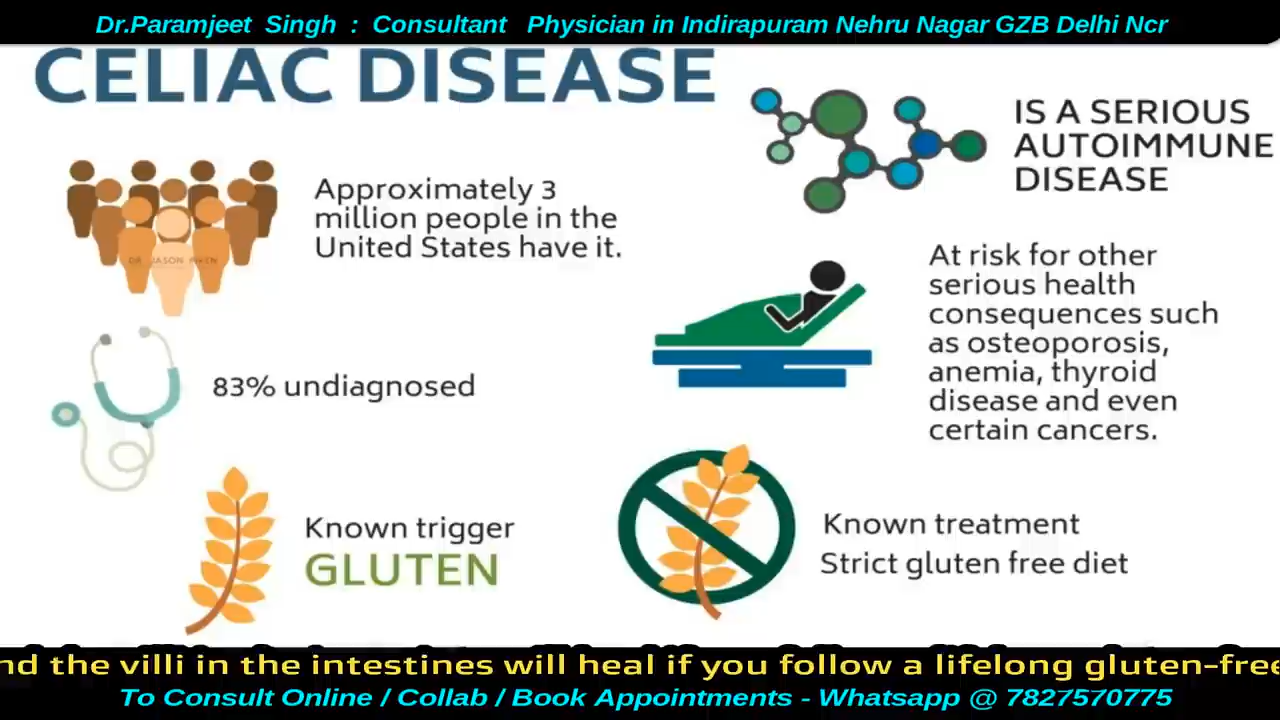 Dr.Paramjeet Singh : Consultant Physician in Indirapuram Nehru Nagar GZB Delhi Ncr
CELIAC DISEASE
IS A SERIOUS
AUTOIMMUNE
DISEASE
Approximately 3
million people in the
United States have it.
DR. JASON
At risk for other
serious health
consequences such
as osteoporosis,
anemia, thyroid
disease and even
certain cancers.
83% undiagnosed
Known trigger
GLUTEN
Known treatment
Strict gluten free diet
the villi in the intestines will heal if you follow a lifelong gluten-free
To Consult Online / Collab / Book Appointments - Whatsapp @ 7827570775